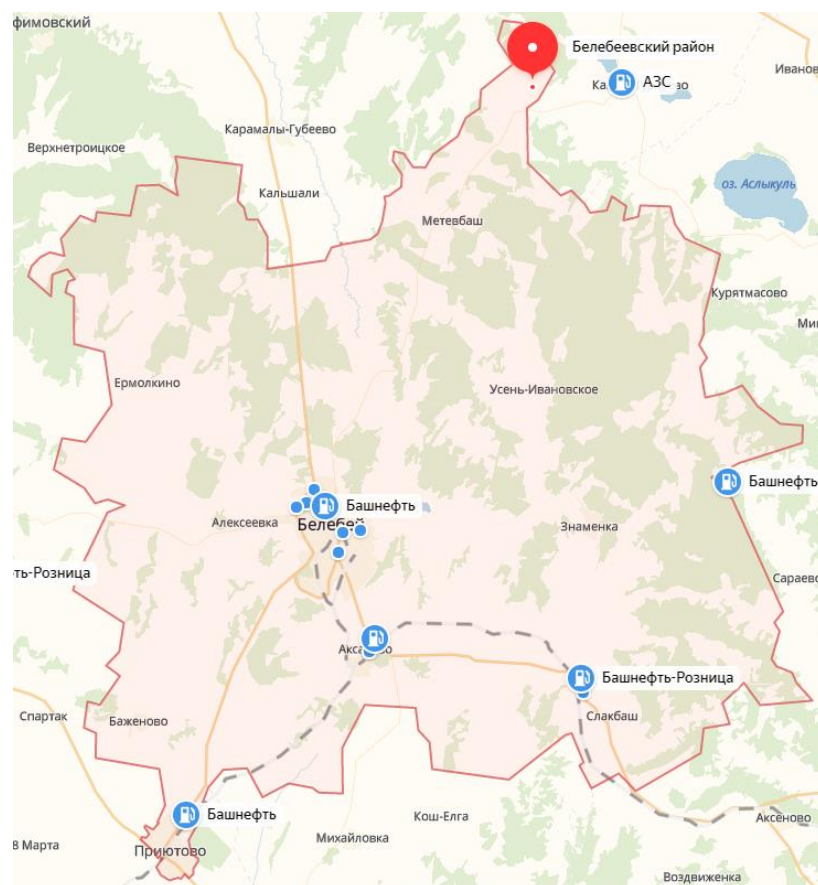 фимовский
Белебеевский район
АЗС
Иванов
Карамалы-Губеево
Верхнетроицкое
оз. Аслыкуль
Кальшали
Метевбаш
Курятмасово
Ми
Ермолкино
Усень-Ивановское
Башнефть
Башнефть
Алексеевка
Белебей
Знаменка
ть-Розница
Сараево
Башнефть-Розница
Спартак
Баженово
Слакбаш
Башнефть
Кош-Елга
Аксёново
8 Марта
Приютово
Михайловка
Воздвиженка